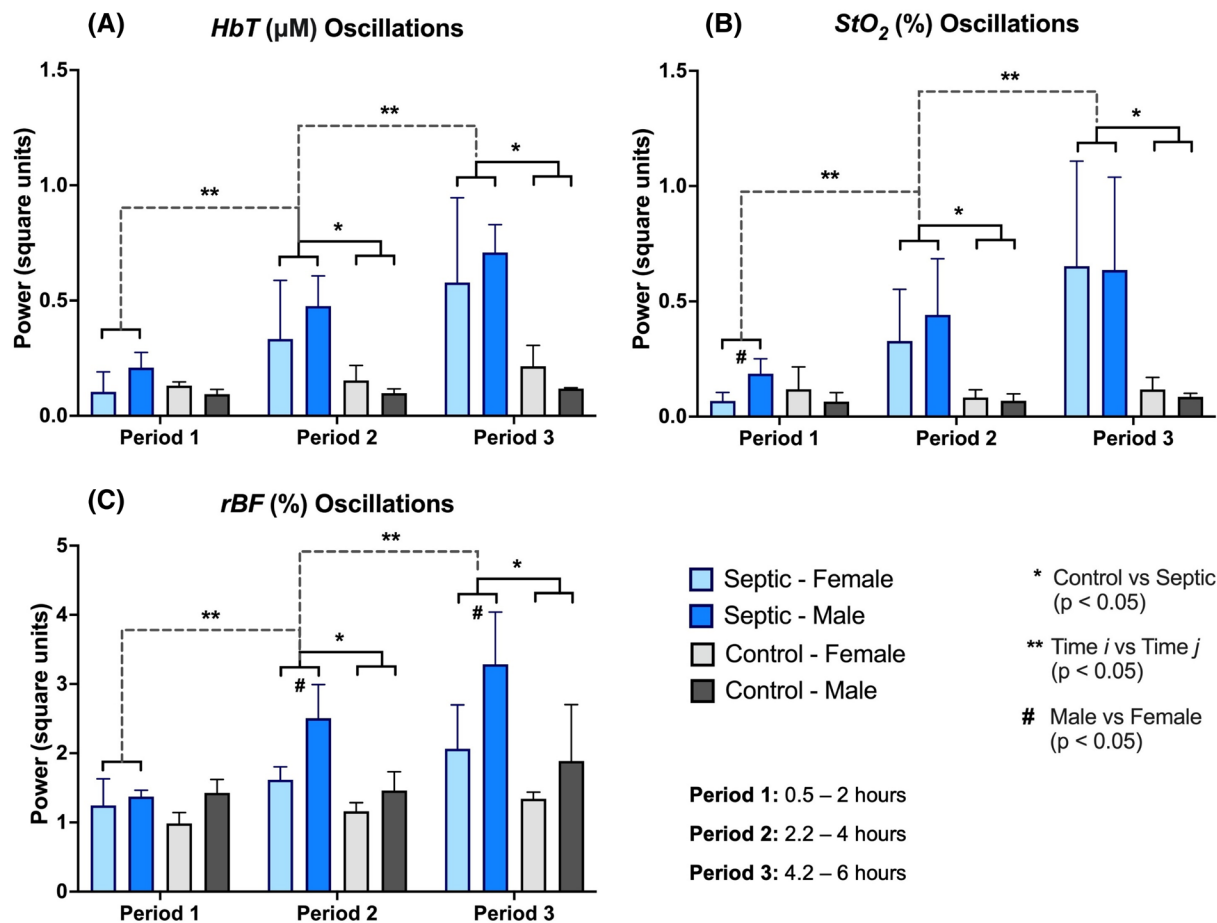 (A)
HbT (µM) Oscillations
Power (square units)
1.5
1.0
0.5
0.0
**
**
*
*
Period 1
Period 2
Period 3
(B)
StO2 (%) Oscillations
Power (square units)
1.5
1.0
0.5
0.0
**
**
*
*
#
Period 1
Period 2
Period 3
(C)
rBF (%) Oscillations
Power (square units)
5
4
3
2
1
0
**
**
*
*
#
#
Period 1
Period 2
Period 3
Septic - Female
Septic - Male
Control - Female
Control - Male
* Control vs Septic
(p < 0.05)
** Time i vs Time j
(p < 0.05)
# Male vs Female
(p < 0.05)
Period 1: 0.5 – 2 hours
Period 2: 2.2 – 4 hours
Period 3: 4.2 – 6 hours